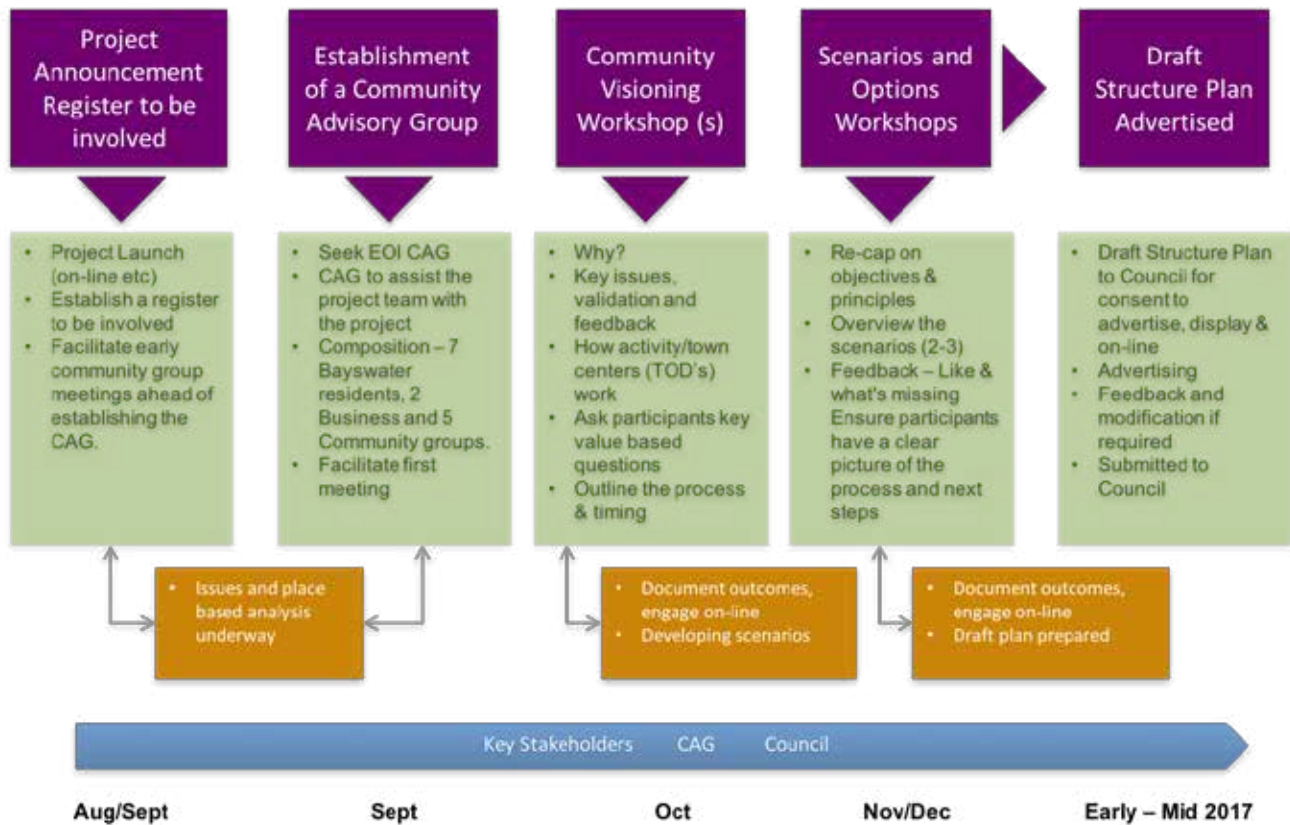 Project
Announcement
Register to be
involved
Establishment
of a Community
Advisory Group
Community
Visioning
Workshop (s)
Scenarios and
Options
Workshops
Draft
Structure Plan
Advertised
• Project Launch
(on-line etc)
• Establish a register
to be involved
• Facilitate early
community group
meetings ahead of
establishing the
CAG.
• Seek EOI CAG
• CAG to assist the
project team with
the project
• Composition – 7
Bayswater
residents, 2
Business and 5
Community groups.
• Facilitate first
meeting
• Why?
• Key issues,
validation and
feedback
• How activity/town
centers (TOD's)
work
• Ask participants key
value based
questions
• Outline the process
& timing
• Re-cap on
objectives &
principles
• Overview the
scenarios (2-3)
• Feedback – Like &
what's missing
Ensure participants
have a clear
picture of the
process and next
steps
• Draft Structure Plan
to Council for
consent to
advertise, display &
on-line
• Advertising
• Feedback and
modification if
required
• Submitted to
Council
• Issues and place
based analysis
underway
• Document outcomes,
engage on-line
• Developing scenarios
• Document outcomes,
engage on-line
• Draft plan prepared
Key Stakeholders CAG Council
Aug/Sept Sept Oct Nov/Dec Early – Mid 2017